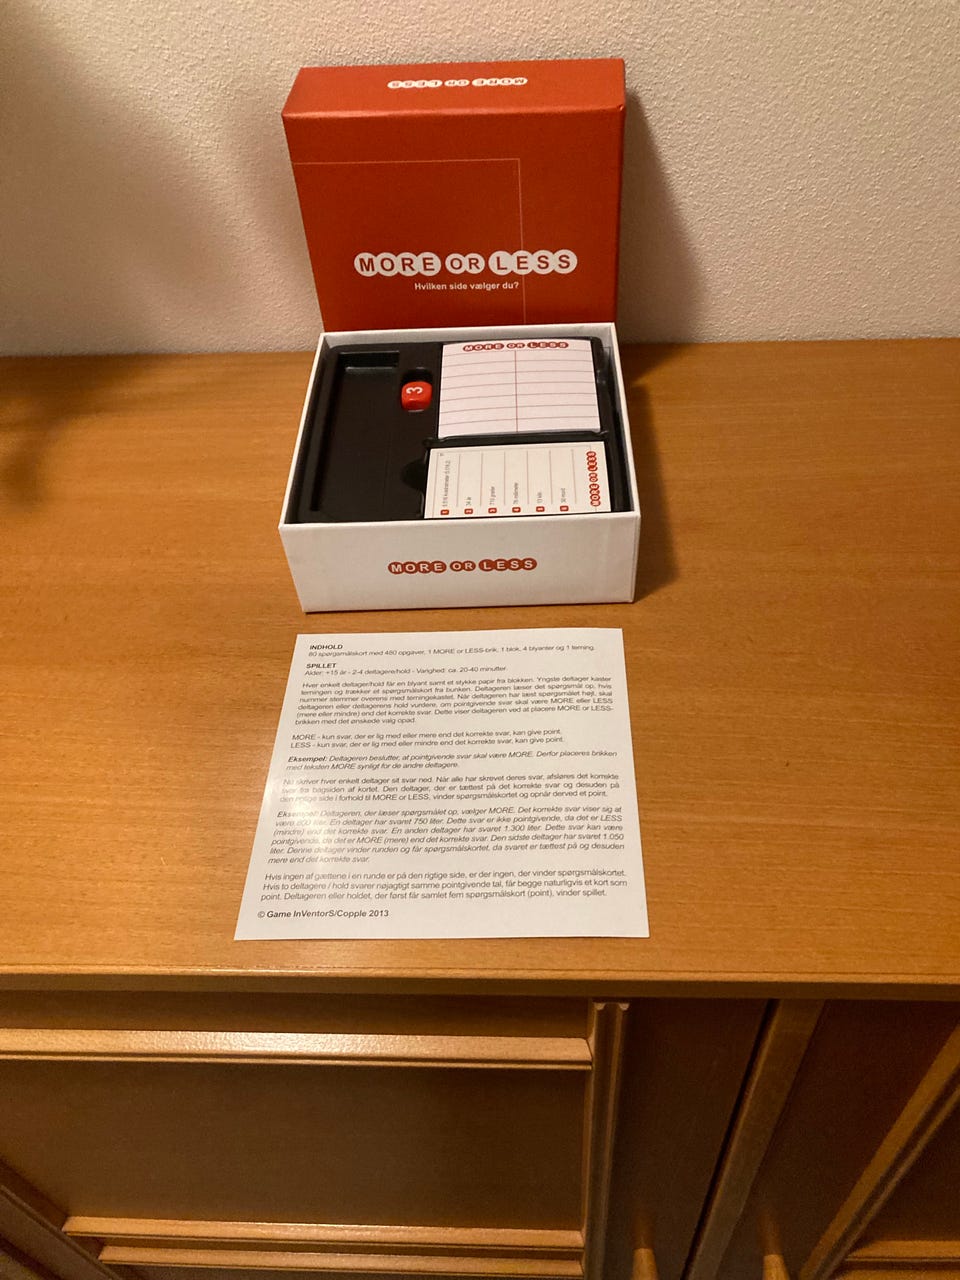 MORE OR LESS
MORE OR LESS
Hvilken side vælger du?
MORE OR LESS
3
34 år
710 gram
76 millioner
13 kilo
MORE OR LESS
MORE OR LESS
INDHOLD
80 spørgsmålskort med 480 opgaver, 1 MORE or LESS-brik, 1 blok, 4 blyanter og 1 terning.
SPILLET
Alder: +15 år - 2-4 deltagere/hold - Varighed: ca. 20-40 minutter.
Hver enkelt deltager/hold får en blyant samt et stykke papir fra blokken. Yngste deltager kaster
terningen og trækker et spørgsmålskort fra bunken. Deltageren læser det spørgsmål op, hvis
nummer stemmer overens med terningekastet. Når deltageren har læst spørgsmålet højt, skal
deltageren eller deltagerens hold vurdere, om pointgivende svar skal være MORE eller LESS
(mere eller mindre) end det korrekte svar. Dette viser deltageren ved at placere MORE or LESS-
brikken med det ønskede valg opad.
MORE - kun svar, der er lig med eller mere end det korrekte svar, kan give point.
LESS - kun svar, der er lig med eller mindre end det korrekte svar, kan give point.
Eksempel: Deltageren beslutter, at pointgivende svar skal være MORE. Derfor placeres brikken
med teksten MORE synligt for de andre deltagere.
Nu skriver hver enkelt deltager sit svar ned. Når alle har skrevet deres svar, afsløres det korrekte
svar fra bagsiden af kortet. Den deltager, der er tættest på det korrekte svar og desuden på
den rigtige side i forhold til MORE or LESS, vinder spørgsmålskortet og opnår derved et point.
Eksempel: Deltageren, der læser spørgsmålet op, vælger MORE. Det korrekte svar viser sig at
være 800 liter. En deltager har svaret 750 liter. Dette svar er ikke pointgivende, da det er LESS
(mindre) end det korrekte svar. En anden deltager har svaret 1.300 liter. Dette svar kan være
pointgivende, da det er MORE (mere) end det korrekte svar. Den sidste deltager har svaret 1.050
liter. Denne deltager vinder runden og får spørgsmålskortet, da svaret er tættest på og desuden
mere end det korrekte svar.
Hvis ingen af gættene i en runde er på den rigtige side, er der ingen, der vinder spørgsmålskortet.
Hvis to deltagere / hold svarer nøjagtigt samme pointgivende tal, får begge naturligvis et kort som
point. Deltageren eller holdet, der først får samlet fem spørgsmålskort (point), vinder spillet.
© Game InVentorS/Copple 2013